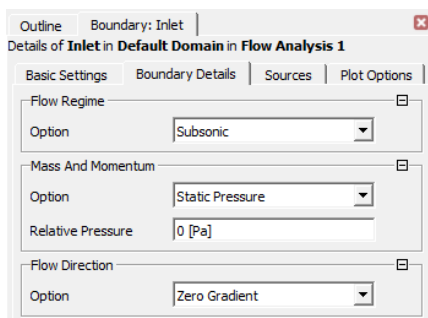 Outline Boundary: Inlet
Details of Inlet in Default Domain in Flow Analysis 1
Basic Settings Boundary Details Sources Plot Options
Flow Regime
Option Subsonic
Mass And Momentum
Option Static Pressure
Relative Pressure 0 [Pa]
Flow Direction
Option Zero Gradient